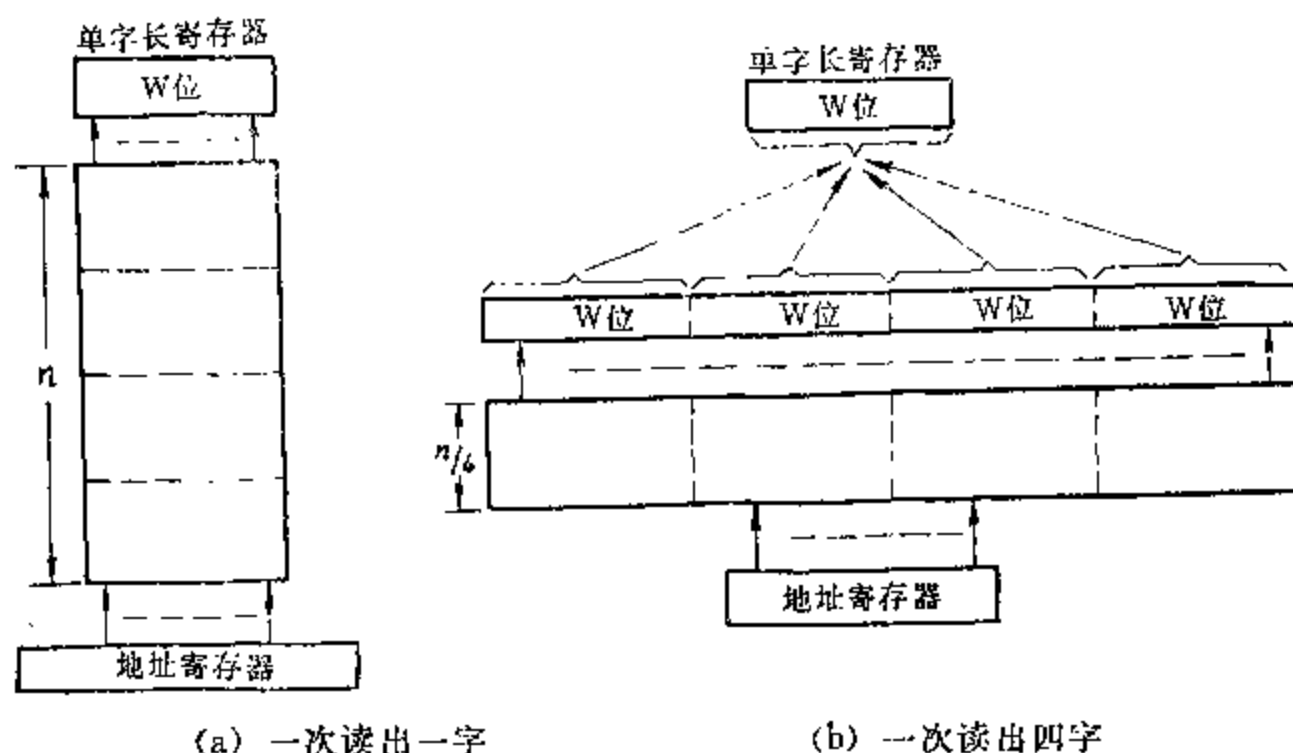 单字长寄存器
W位
n
地址寄存器
(a) 一次读出一字
单字长寄存器
W位
W位 W位 W位 W位
n/4
地址寄存器
(b) 一次读出四字